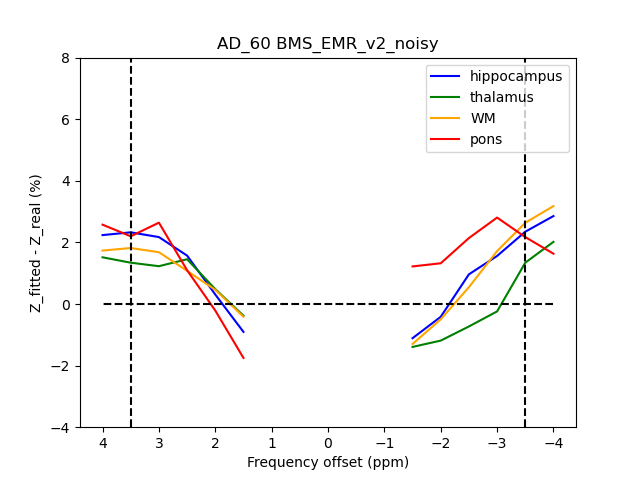 AD_60 BMS_EMR_v2_noisy
Z_fitted - Z_real (%)
8
6
4
2
0
−2
−4
hippocampus
thalamus
WM
pons
4 3 2 1 0 −1 −2 −3 −4
Frequency offset (ppm)